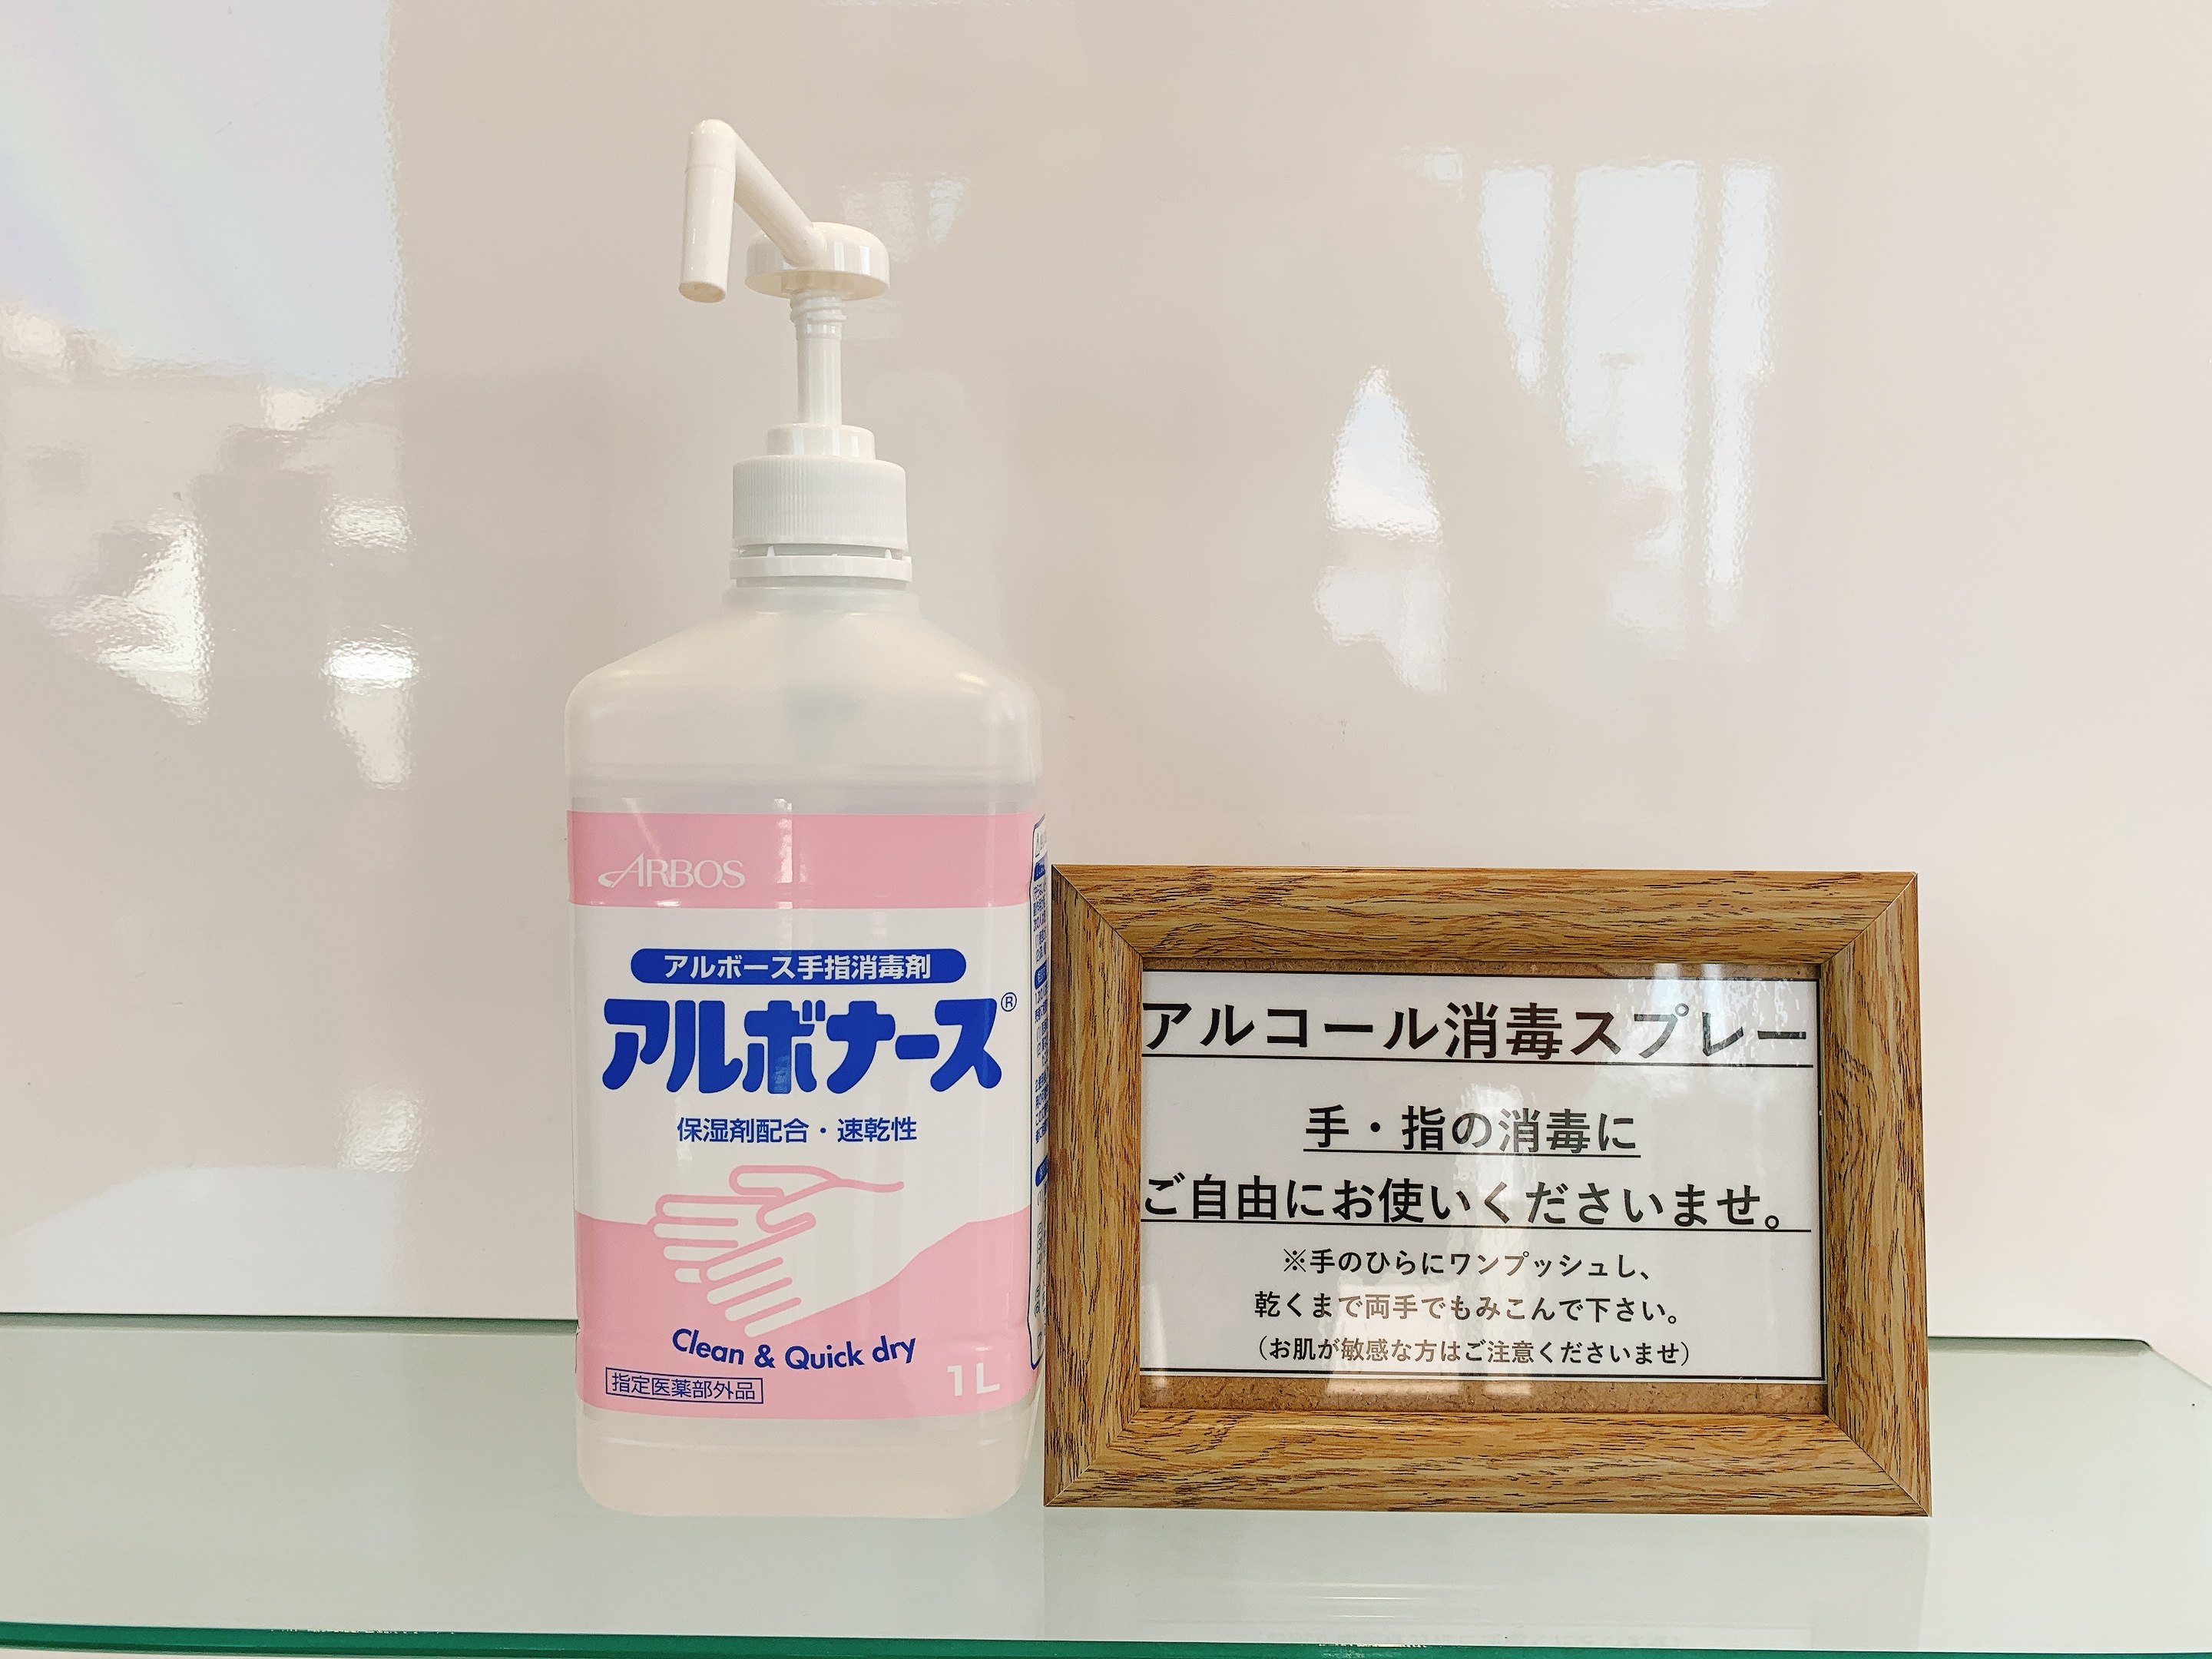 ARBOS
アルボース手指消毒剤
アルボナース®
保湿剤配合・速乾性
Clean & Quick dry
指定医薬部外品
1L
アルコール消毒スプレー
手・指の消毒に
ご自由にお使いくださいませ。
※手のひらにワンプッシュし、
乾くまで両手でもみこんで下さい。
（お肌が敏感な方はご注意くださいませ）